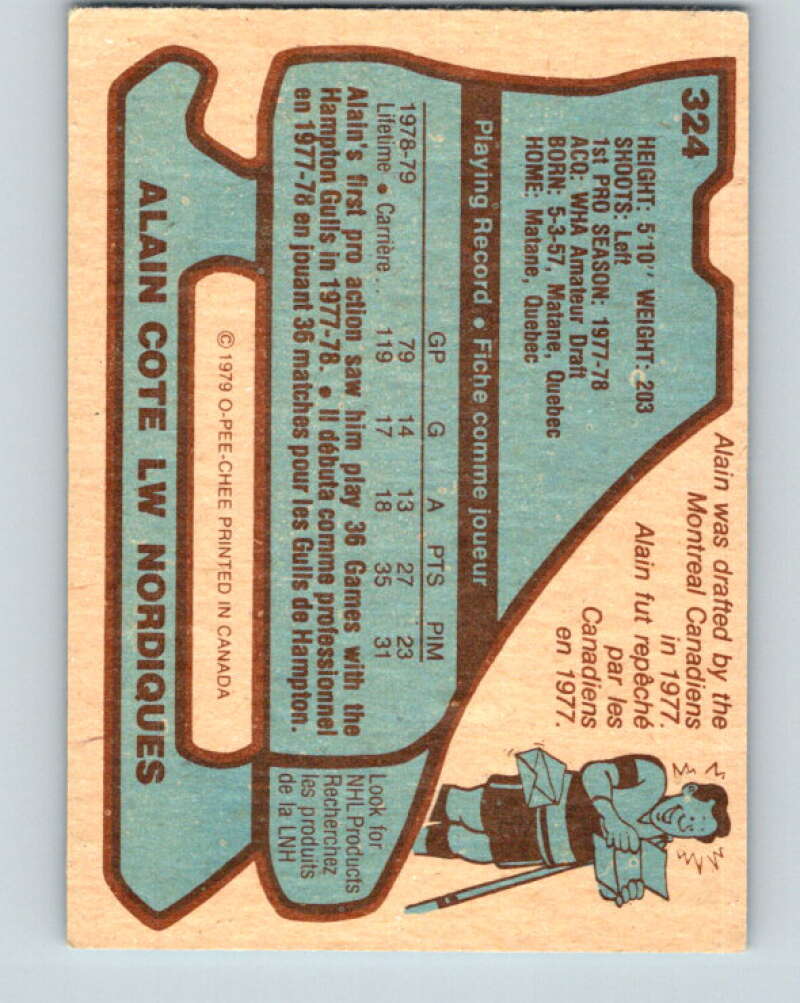 324
HEIGHT: 5'10" WEIGHT: 203
SHOOTS: Left
1st PRO SEASON: 1977-78
ACQ: WHA Amateur Draft
BORN: 5-3-57, Matane, Quebec
HOME: Matane, Quebec
Alain was drafted by the
Montreal Canadiens
in 1977.
Alain fut repêché
par les
Canadiens
en 1977.
Playing Record • Fiche comme joueur
GP G A PTS PIM
1978-79 79 14 13 27 23
Lifetime • Carrière .. 119 17 18 35 31
Alain's first pro action saw him play 36 Games with the
Hampton Gulls in 1977-78. • Il débuta comme professionnel
en 1977-78 en jouant 36 matches pour les Gulls de Hampton.
Look for
NHL Products
Recherchez
les produits
de la LNH
© 1979 O-PEE-CHEE PRINTED IN CANADA
ALAIN COTE LW NORDIQUES